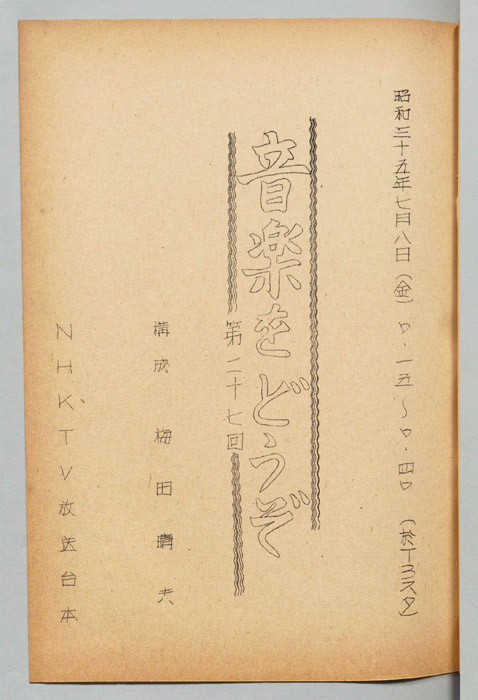 昭和三十五年七月八日(金)〇・一五~〇・四〇 (於Tスタ)
音楽をどうぞ
第二十七回
構成 梅田晴夫
NHKTV放送台本